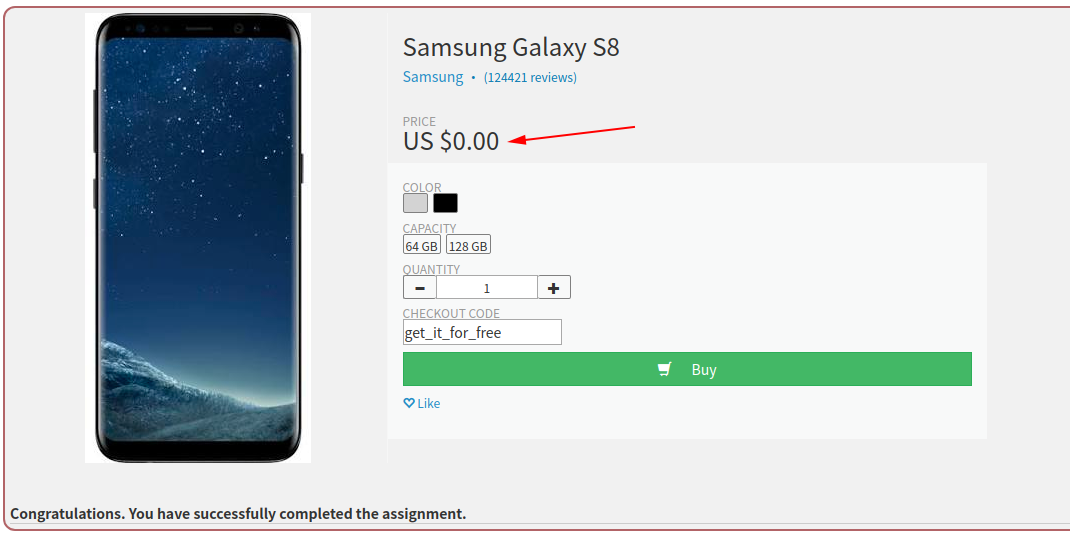 Samsung Galaxy S8
Samsung • (124421 reviews)
PRICE
US $0.00
COLOR
CAPACITY
64 GB 128 GB
QUANTITY
1
CHECKOUT CODE
get_it_for_free
Buy
Like
Congratulations. You have successfully completed the assignment.